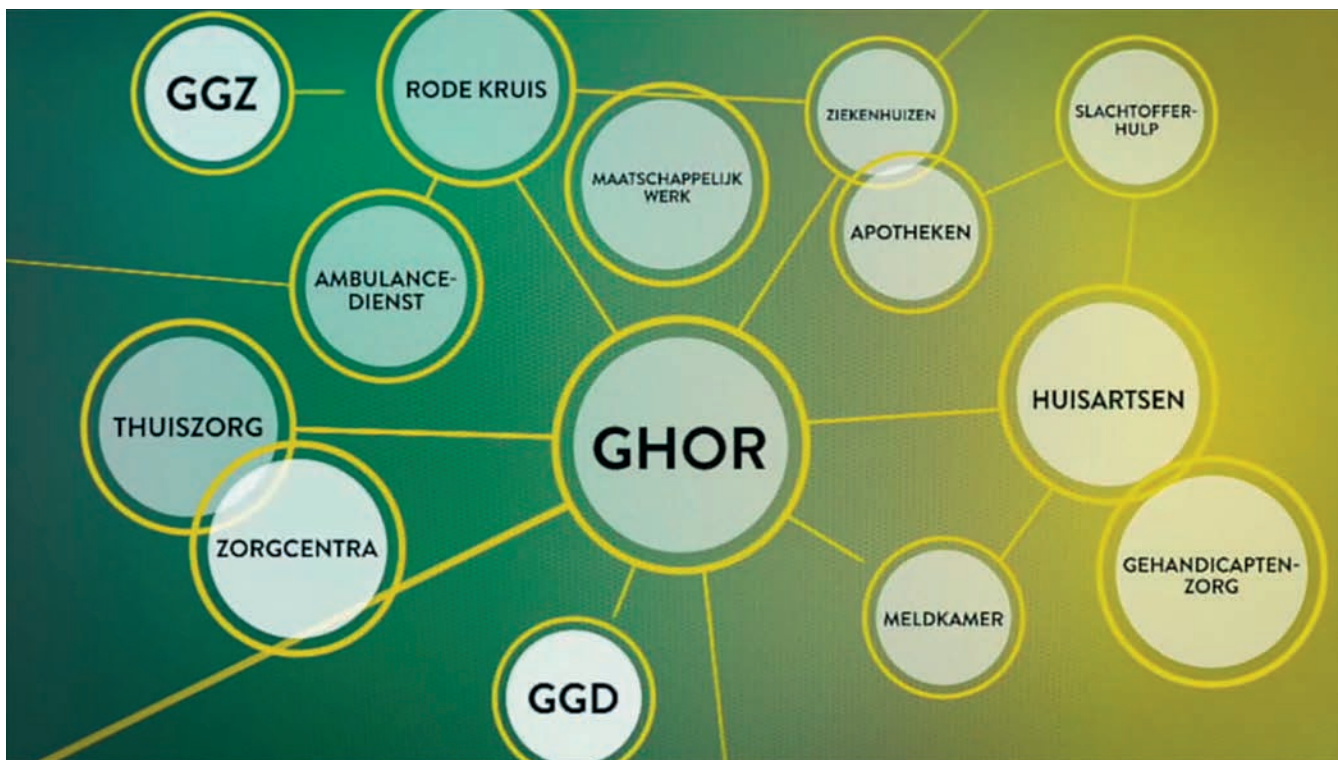 GGZ
RODE KRUIS
ZIEKENHUIZEN
SLACHTOFFER-
HULP
MAATSCHAPPELIJK
WERK
APOTHEKEN
AMBULANCE-
DIENST
THUISZORG
GHOR
HUISARTSEN
ZORGCENTRA
GEHANDICAPTEN-
ZORG
MELDKAMER
GGD